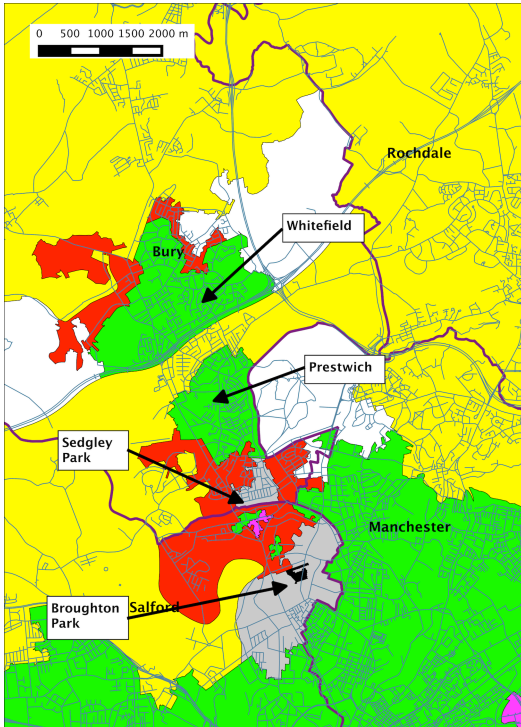 0 500 1000 1500 2000 m
Rochdale
Whitefield
Bury
Prestwich
Sedgley
Park
Manchester
Broughton
Park
Salford